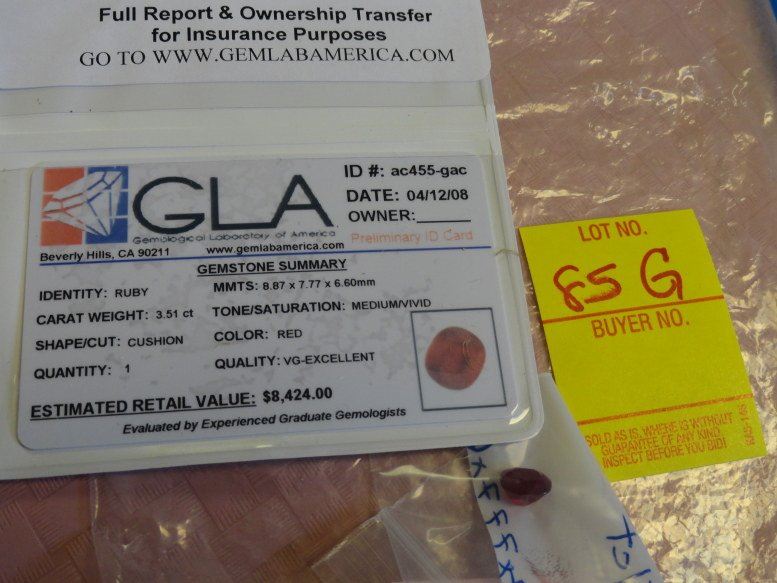 Full Report & Ownership Transfer
for Insurance Purposes
GO TO WWW.GEMLABAMERICA.COM
GLA
Gemological Laboratory of America
Beverly Hills, CA 90211 www.gemlabamerica.com
ID #: ac455-gac
DATE: 04/12/08
OWNER:
Preliminary ID Card
GEMSTONE SUMMARY
IDENTITY: RUBY MMTS: 8.87 x 7.77 x 6.60mm
CARAT WEIGHT: 3.51 ct TONE/SATURATION: MEDIUM/VIVID
SHAPE/CUT: CUSHION COLOR: RED
QUANTITY: 1 QUALITY: VG-EXCELLENT
ESTIMATED RETAIL VALUE: $8,424.00
Evaluated by Experienced Graduate Gemologists
LOT NO.
85 G
BUYER NO.
SOLD AS IS, WHERE IS WITHOUT
GUARANTEE OF ANY KIND.
INSPECT BEFORE YOU BID!